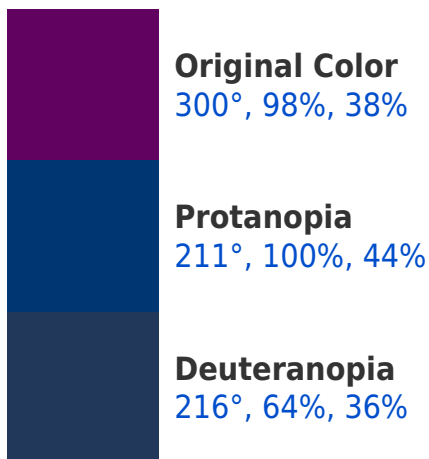 Original Color
300°, 98%, 38%
Protanopia
211°, 100%, 44%
Deuteranopia
216°, 64%, 36%